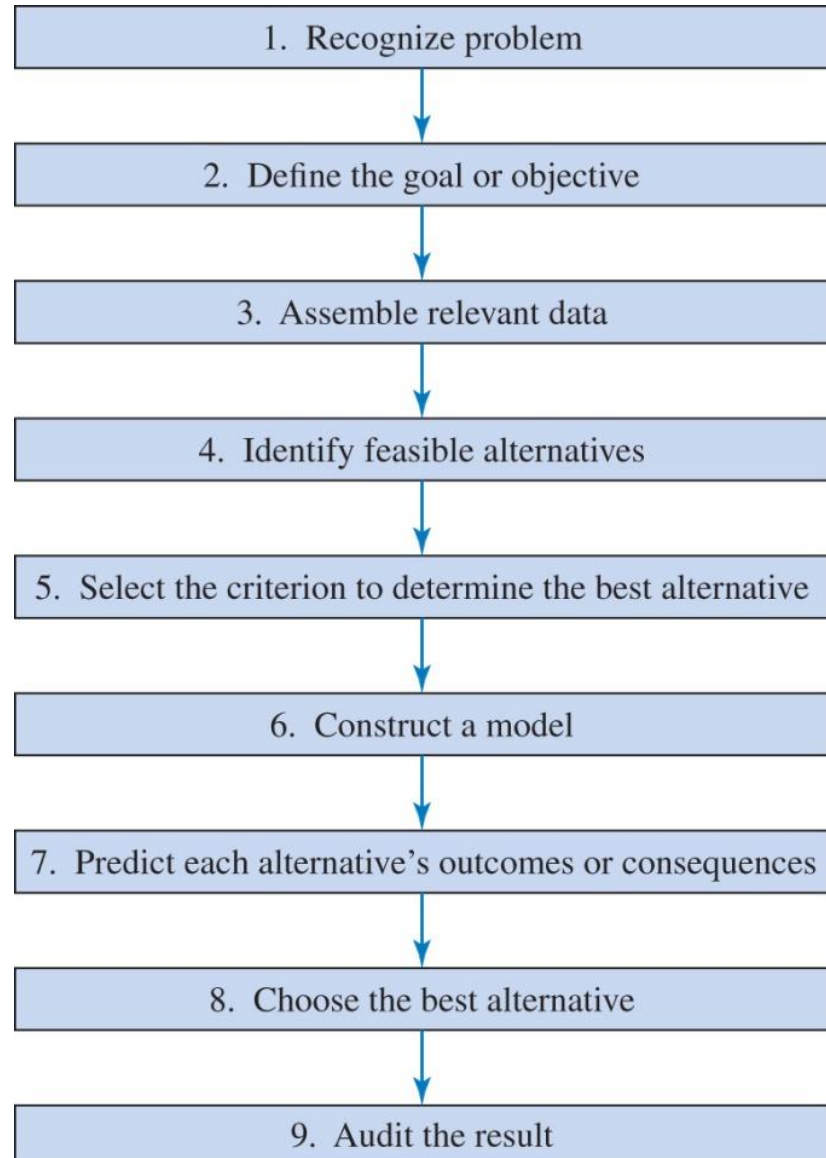 1. Recognize problem
2. Define the goal or objective
3. Assemble relevant data
4. Identify feasible alternatives
5. Select the criterion to determine the best alternative
6. Construct a model
7. Predict each alternative’s outcomes or consequences
8. Choose the best alternative
9. Audit the result